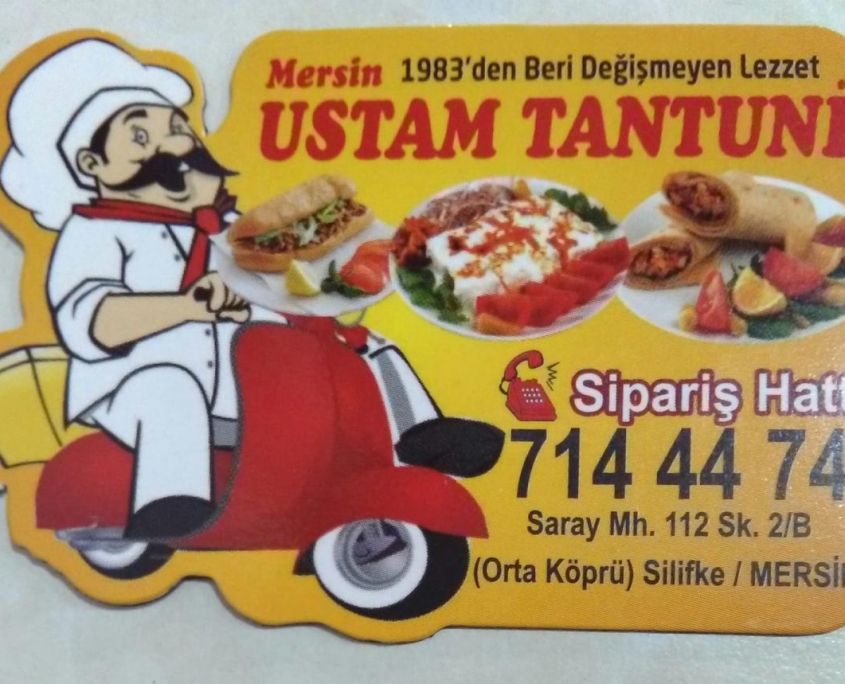 Mersin 1983'den Beri Değişmeyen Lezzet
USTAM TANTUNİ
Sipariş Hatt
714 44 74
Saray Mh. 112 Sk. 2/B
(Orta Köprü) Silifke / MERSİN